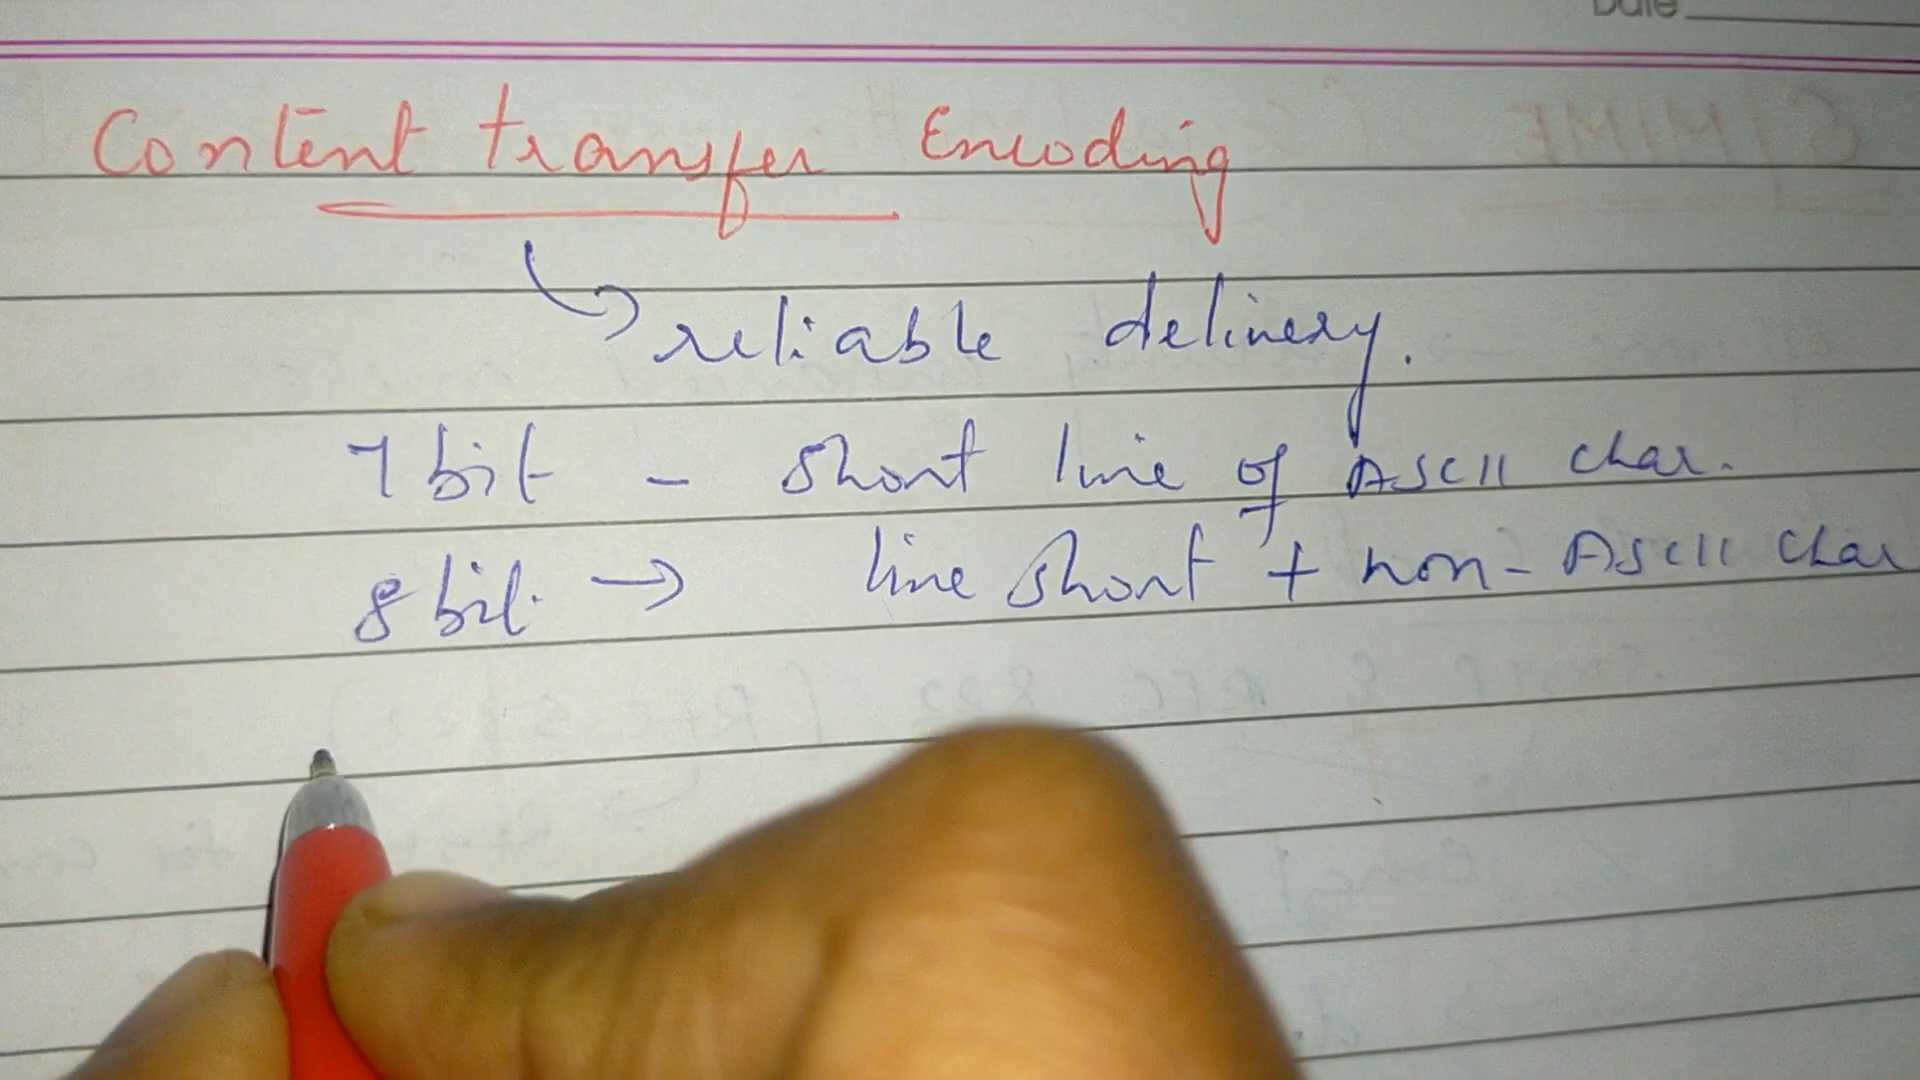 Date
Content transfer Encoding
reliable delivery.
7 bit - short line of ASCII char.
8 bit. → line short + non-ASCII char